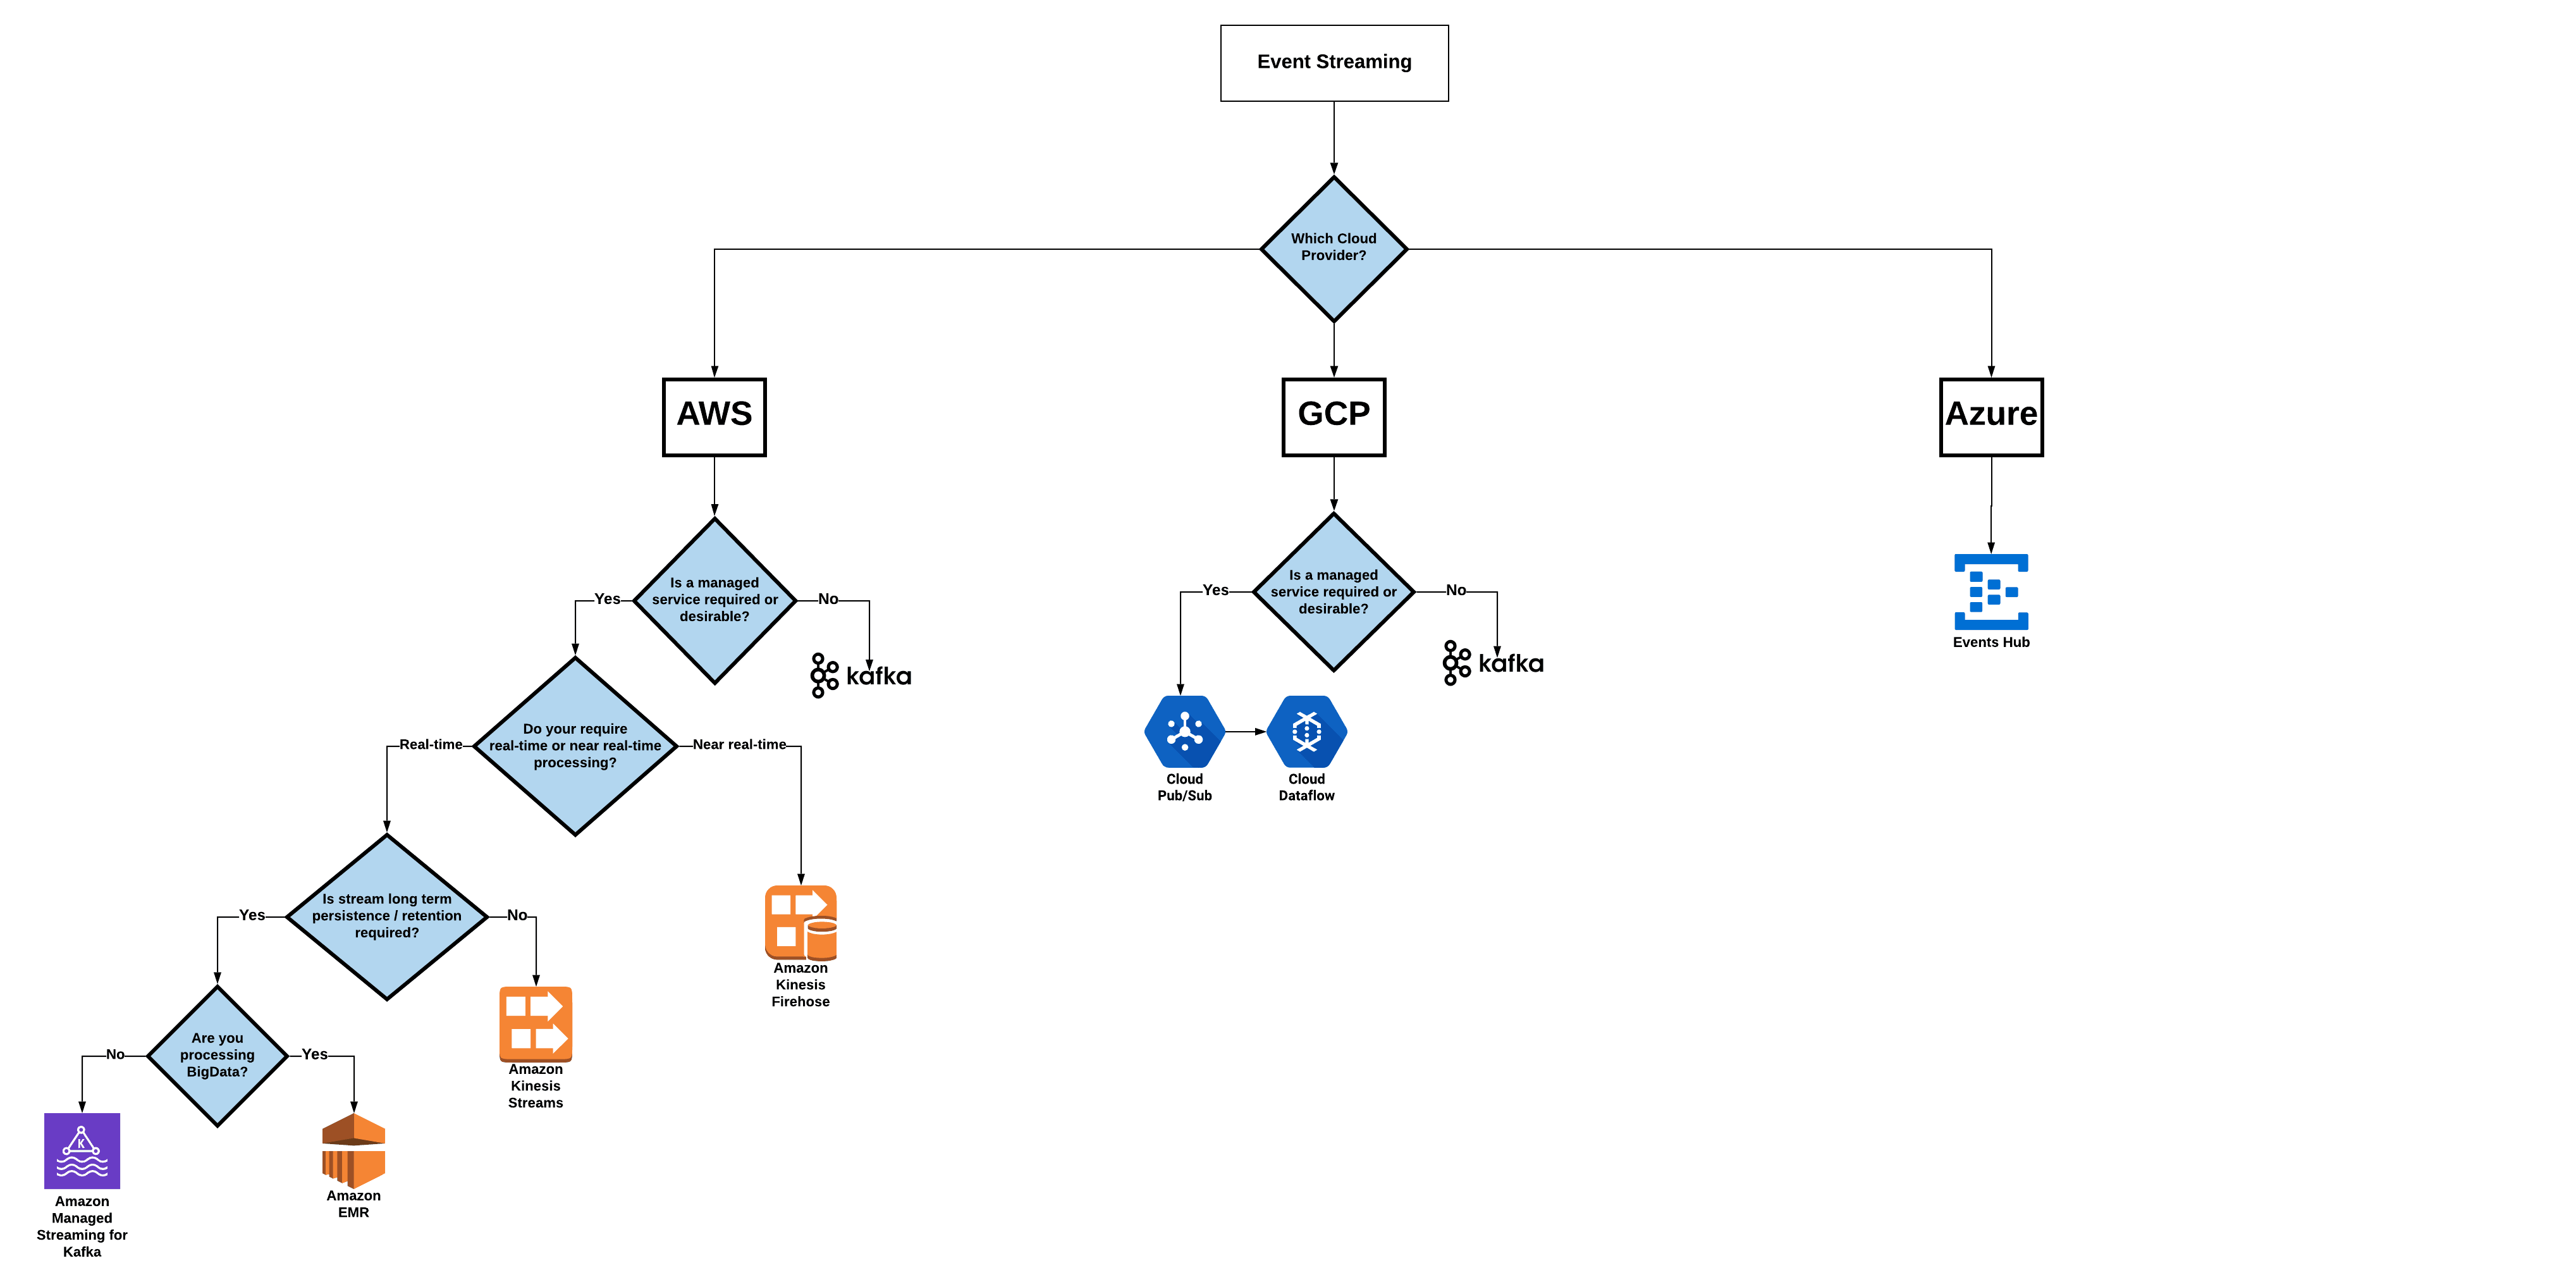 Event Streaming
Which Cloud
Provider?
AWS
GCP
Azure
Is a managed
service required or
desirable?
Yes
No
kafka
Is a managed
service required or
desirable?
Yes
No
kafka
Events Hub
Do your require
real-time or near real-time
processing?
Real-time
Near real-time
Cloud
Pub/Sub
Cloud
Dataflow
Is stream long term
persistence / retention
required?
Yes
No
Amazon
Kinesis
Firehose
Are you
processing
BigData?
No
Yes
Amazon
Kinesis
Streams
K
Amazon
Managed
Streaming for
Kafka
Amazon
EMR